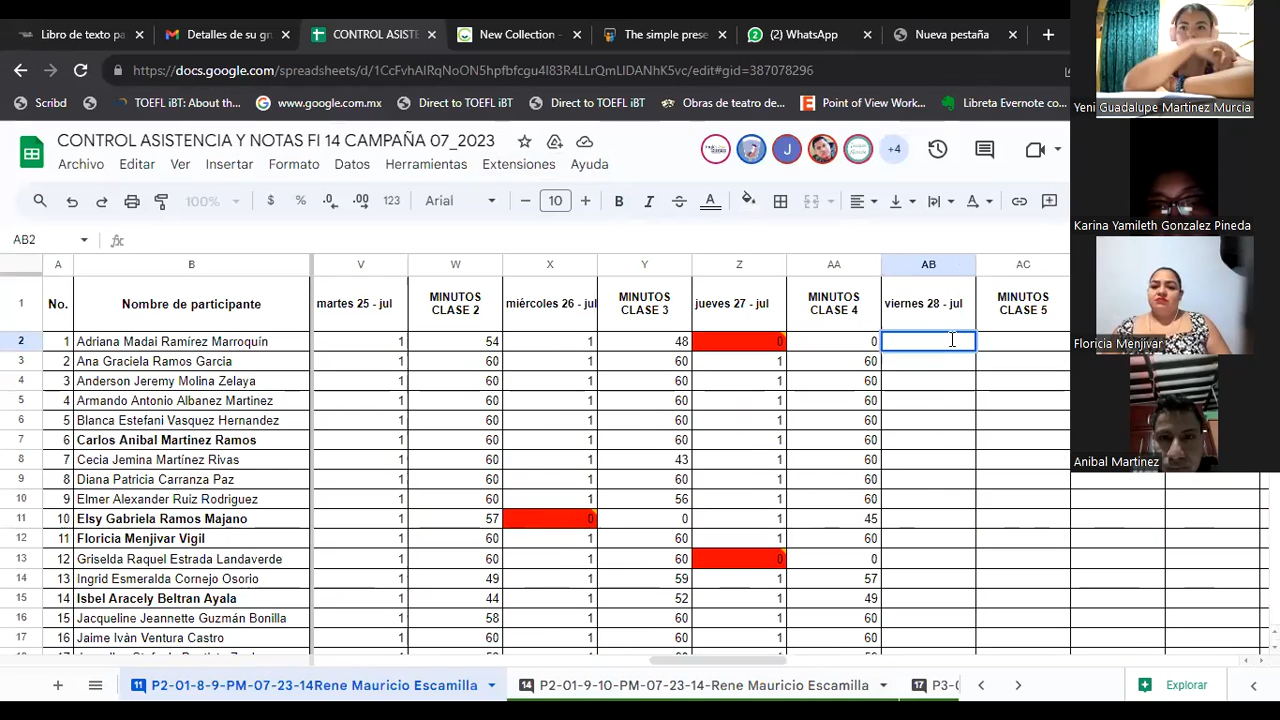 Libro de texto pa
Detalles de su gr
CONTROL ASISTE
New Collection -
The simple prese
(2) WhatsApp
Nueva pestaña
https://docs.google.com/spreadsheets/d/1CcFvhAIRqNoON5hpfbfcgu4R3R4LLrQmLIDANhK5vc/edit#gid=387078296
Scribd
TOEFL iBT: About th...
www.google.com.mx
Direct to TOEFL iBT
Direct to TOEFL iBT
Obras de teatro de...
Point of View Work...
Libreta Evernote co...
CONTROL ASISTENCIA Y NOTAS FI 14 CAMPAÑA 07_2023
J
+4
Archivo Editar Ver Insertar Formato Datos Herramientas Extensiones Ayuda
100% $ % .0 .00 123 Arial 10 B I S A
AB2 fx
A B V W X Y Z AA AB AC
1 No. Nombre de participante martes 25 - jul MINUTOS CLASE 2 miércoles 26 - jul MINUTOS CLASE 3 jueves 27 - jul MINUTOS CLASE 4 viernes 28 - jul MINUTOS CLASE 5
2 1 Adriana Madai Ramírez Marroquín 1 54 1 48 0 0
3 2 Ana Graciela Ramos Garcia 1 60 1 60 1 60
4 3 Anderson Jeremy Molina Zelaya 1 60 1 60 1 60
5 4 Armando Antonio Albanez Martinez 1 60 1 60 1 60
6 5 Blanca Estefani Vasquez Hernandez 1 60 1 60 1 60
7 6 Carlos Anibal Martinez Ramos 1 60 1 60 1 60
8 7 Cecia Jemina Martínez Rivas 1 60 1 43 1 60
9 8 Diana Patricia Carranza Paz 1 60 1 60 1 60
10 9 Elmer Alexander Ruiz Rodriguez 1 60 1 56 1 60
11 10 Elsy Gabriela Ramos Majano 1 57 0 0 1 45
12 11 Floricia Menjivar Vigil 1 60 1 60 1 60
13 12 Griselda Raquel Estrada Landaverde 1 60 1 60 0 0
14 13 Ingrid Esmeralda Cornejo Osorio 1 49 1 59 1 57
15 14 Isbel Aracely Beltran Ayala 1 44 1 52 1 49
16 15 Jacqueline Jeannette Guzmán Bonilla 1 58 1 60 1 60
17 16 Jaime Iván Ventura Castro 1 60 1 60 1 60
11 P2-01-8-9-PM-07-23-14Rene Mauricio Escamilla
14 P2-01-9-10-PM-07-23-14-Rene Mauricio Escamilla
17 P3-0
Explorar
Yeni Guadalupe Martinez Murcia
Karina Yamileth Gonzalez Pineda
Floricia Menjivar
Anibal Martinez